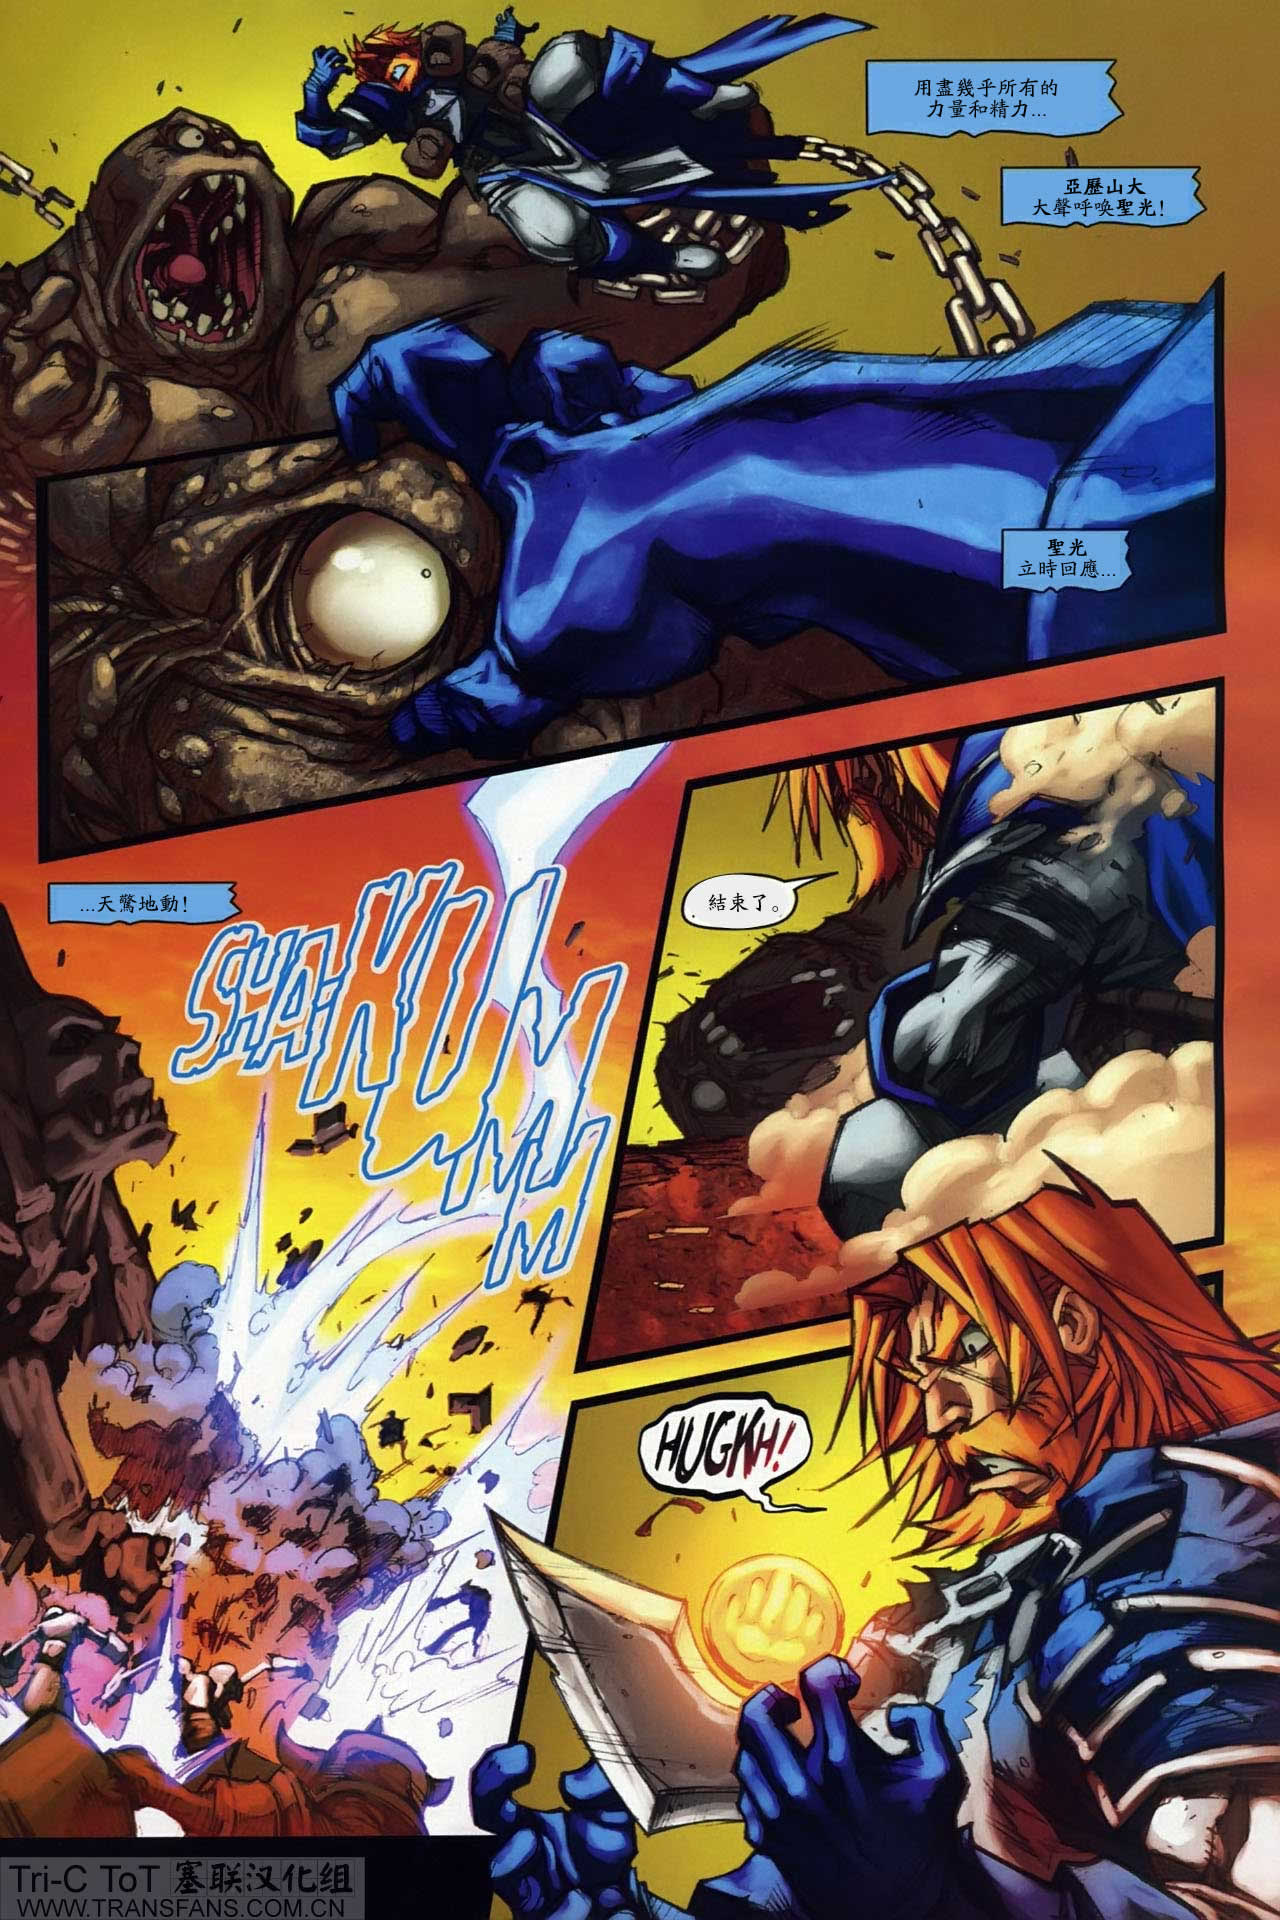 用盡幾乎所有的
力量和精力...
亞歷山大
大聲呼喚聖光!
聖光
立時回應...
...天驚地動!
SHAKUMMMMM
結束了。
HUGKH!
Tri-C ToT 塞联汉化组
WWW.TRANSFANS.COM.CN